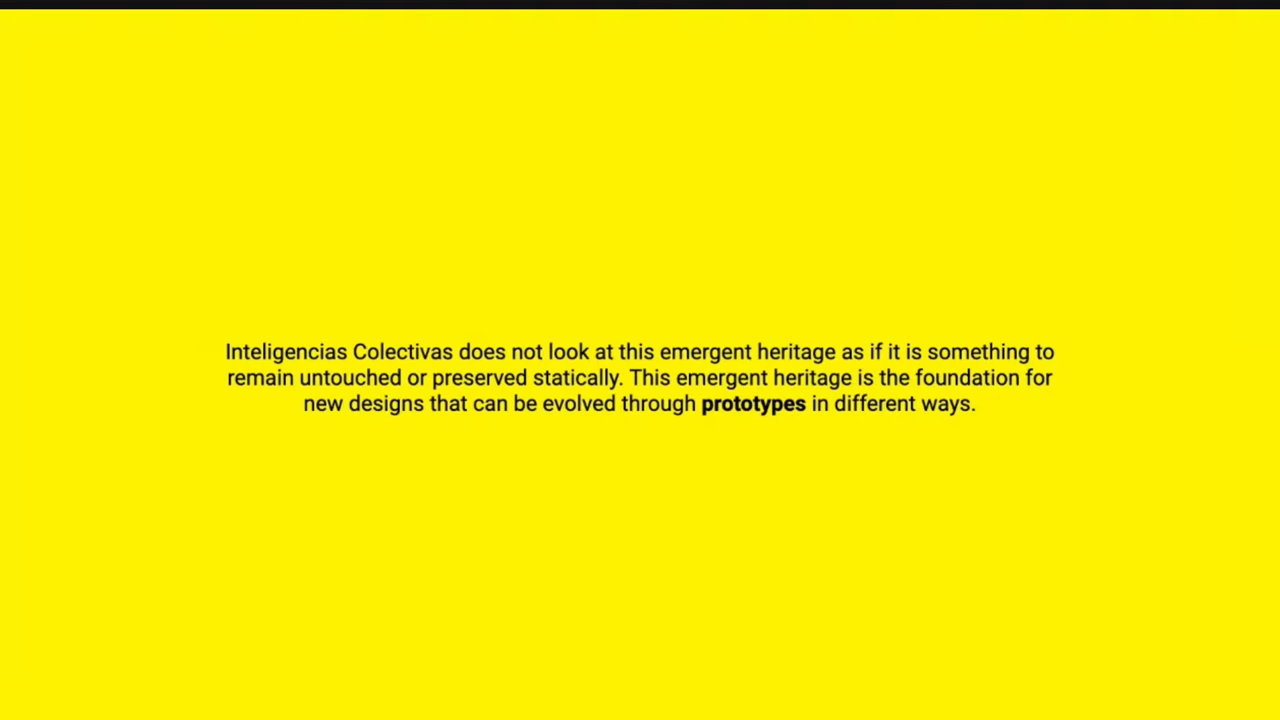 Inteligencias Colectivas does not look at this emergent heritage as if it is something to
remain untouched or preserved statically. This emergent heritage is the foundation for
new designs that can be evolved through prototypes in different ways.